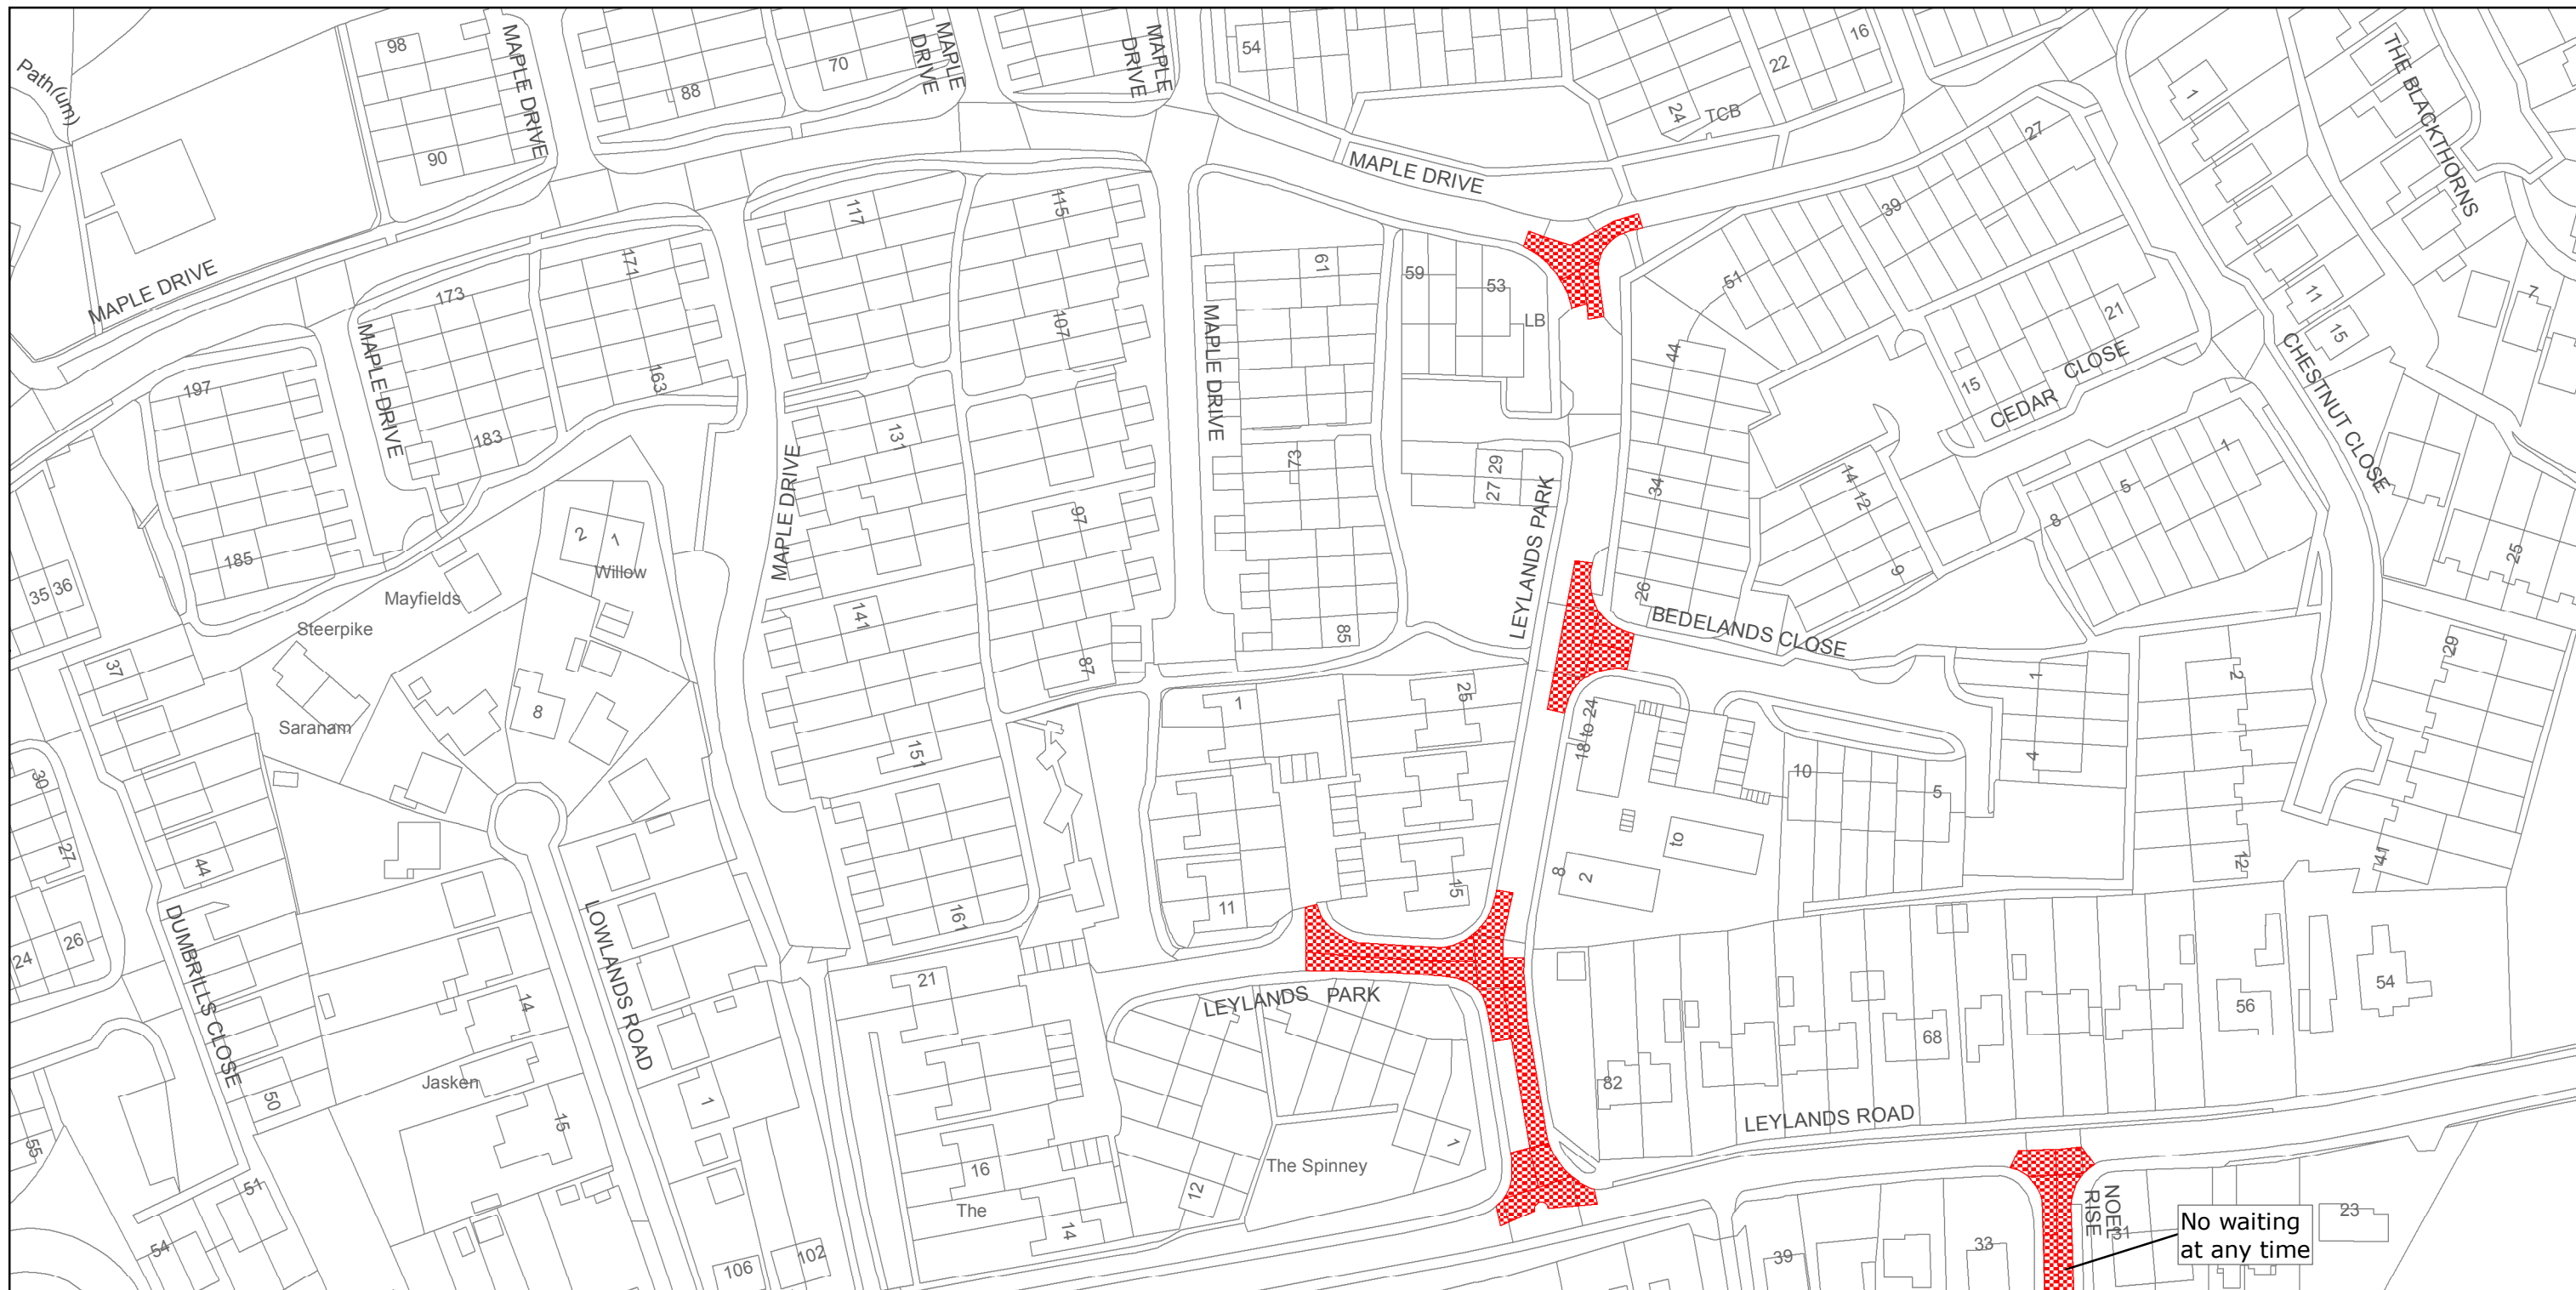 98
MAPLE DRIVE
88
70
MAPLE
DRIVE
MAPLE
DRIVE
54
16
22
24
TCB
THE BLACKTHORNS
1
Path (um)
90
MAPLE DRIVE
27
39
51
117
115
171
173
MAPLE DRIVE
61
59
53
LB
107
MAPLE DRIVE
MAPLE DRIVE
44
21
15
CEDAR CLOSE
11
15
7
CHESTNUT CLOSE
197
163
183
131
73
29
27
34
14
12
9
1
5
8
25
185
2
1
Willow
Mayfields
Steerpike
35
36
MAPLE DRIVE
97
LEYLANDS PARK
26
BEDELANDS CLOSE
141
85
87
37
Saranam
8
1
25
18 to 24
1
4
2
29
151
10
5
30
27
44
15
to
8
2
12
41
11
161
24
26
DUMBRILLS CLOSE
LOWLANDS ROAD
21
LEYLANDS PARK
14
68
56
54
50
Jasken
1
15
82
LEYLANDS ROAD
55
16
The Spinney
1
12
The
14
51
54
106
102
39
33
NOEL
RISE
31
23
No waiting
at any time